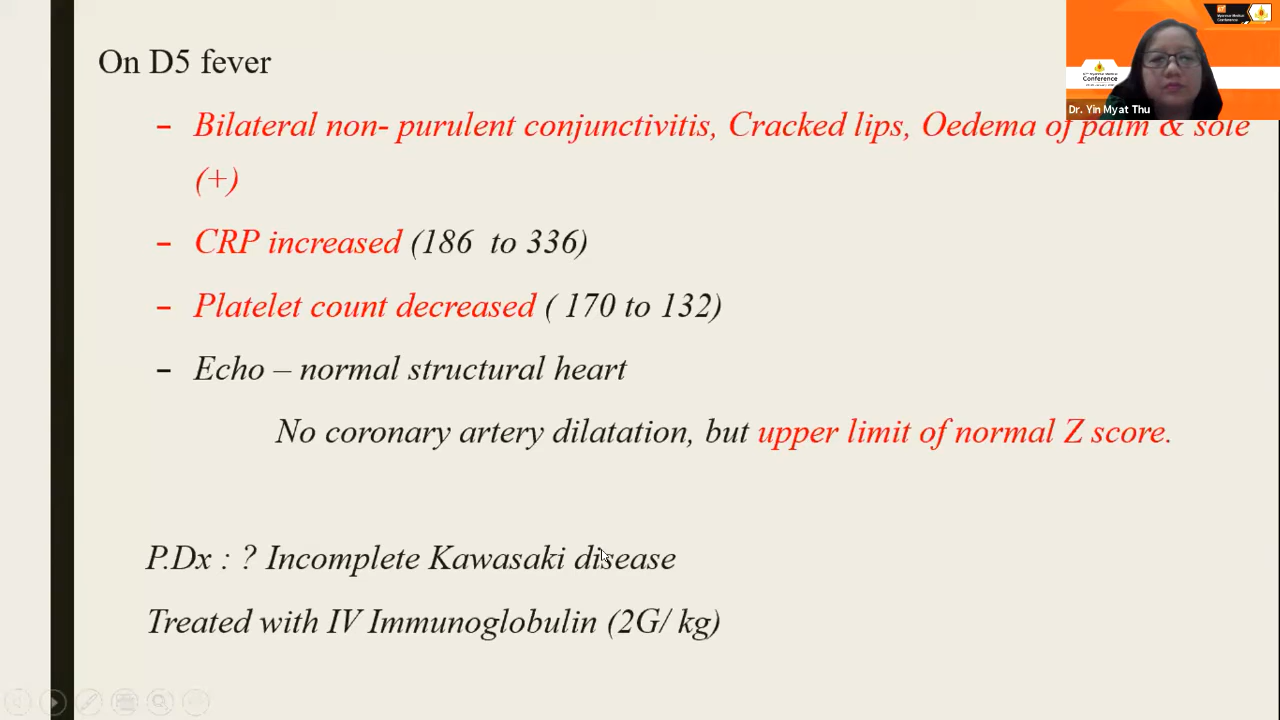 On D5 fever
– Bilateral non- purulent conjunctivitis, Cracked lips, Oedema of palm & sole
(+)
– CRP increased (186 to 336)
– Platelet count decreased ( 170 to 132)
– Echo – normal structural heart
No coronary artery dilatation, but upper limit of normal Z score.
P.Dx : ? Incomplete Kawasaki disease
Treated with IV Immunoglobulin (2G/ kg)
Conference
Dr. Yin Myat Thu